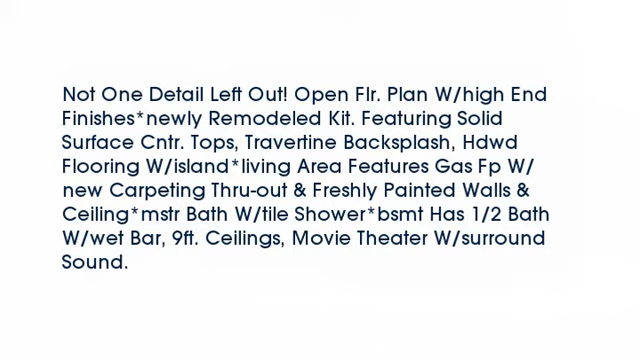 Not One Detail Left Out! Open Flr. Plan W/high End
Finishes*newly Remodeled Kit. Featuring Solid
Surface Cntr. Tops, Travertine Backsplash, Hdwd
Flooring W/island*living Area Features Gas Fp W/
new Carpeting Thru-out & Freshly Painted Walls &
Ceiling*mstr Bath W/tile Shower*bsmt Has 1/2 Bath
W/wet Bar, 9ft. Ceilings, Movie Theater W/surround
Sound.